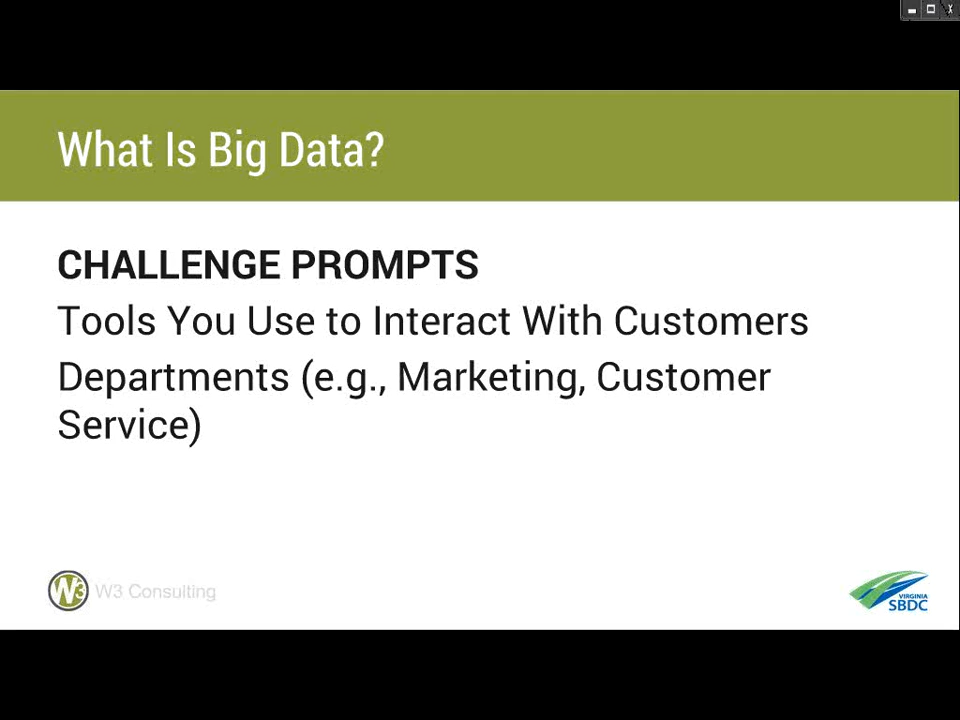 What Is Big Data?
CHALLENGE PROMPTS
Tools You Use to Interact With Customers
Departments (e.g., Marketing, Customer
Service)
W3 W3 Consulting
VIRGINIA
SBDC